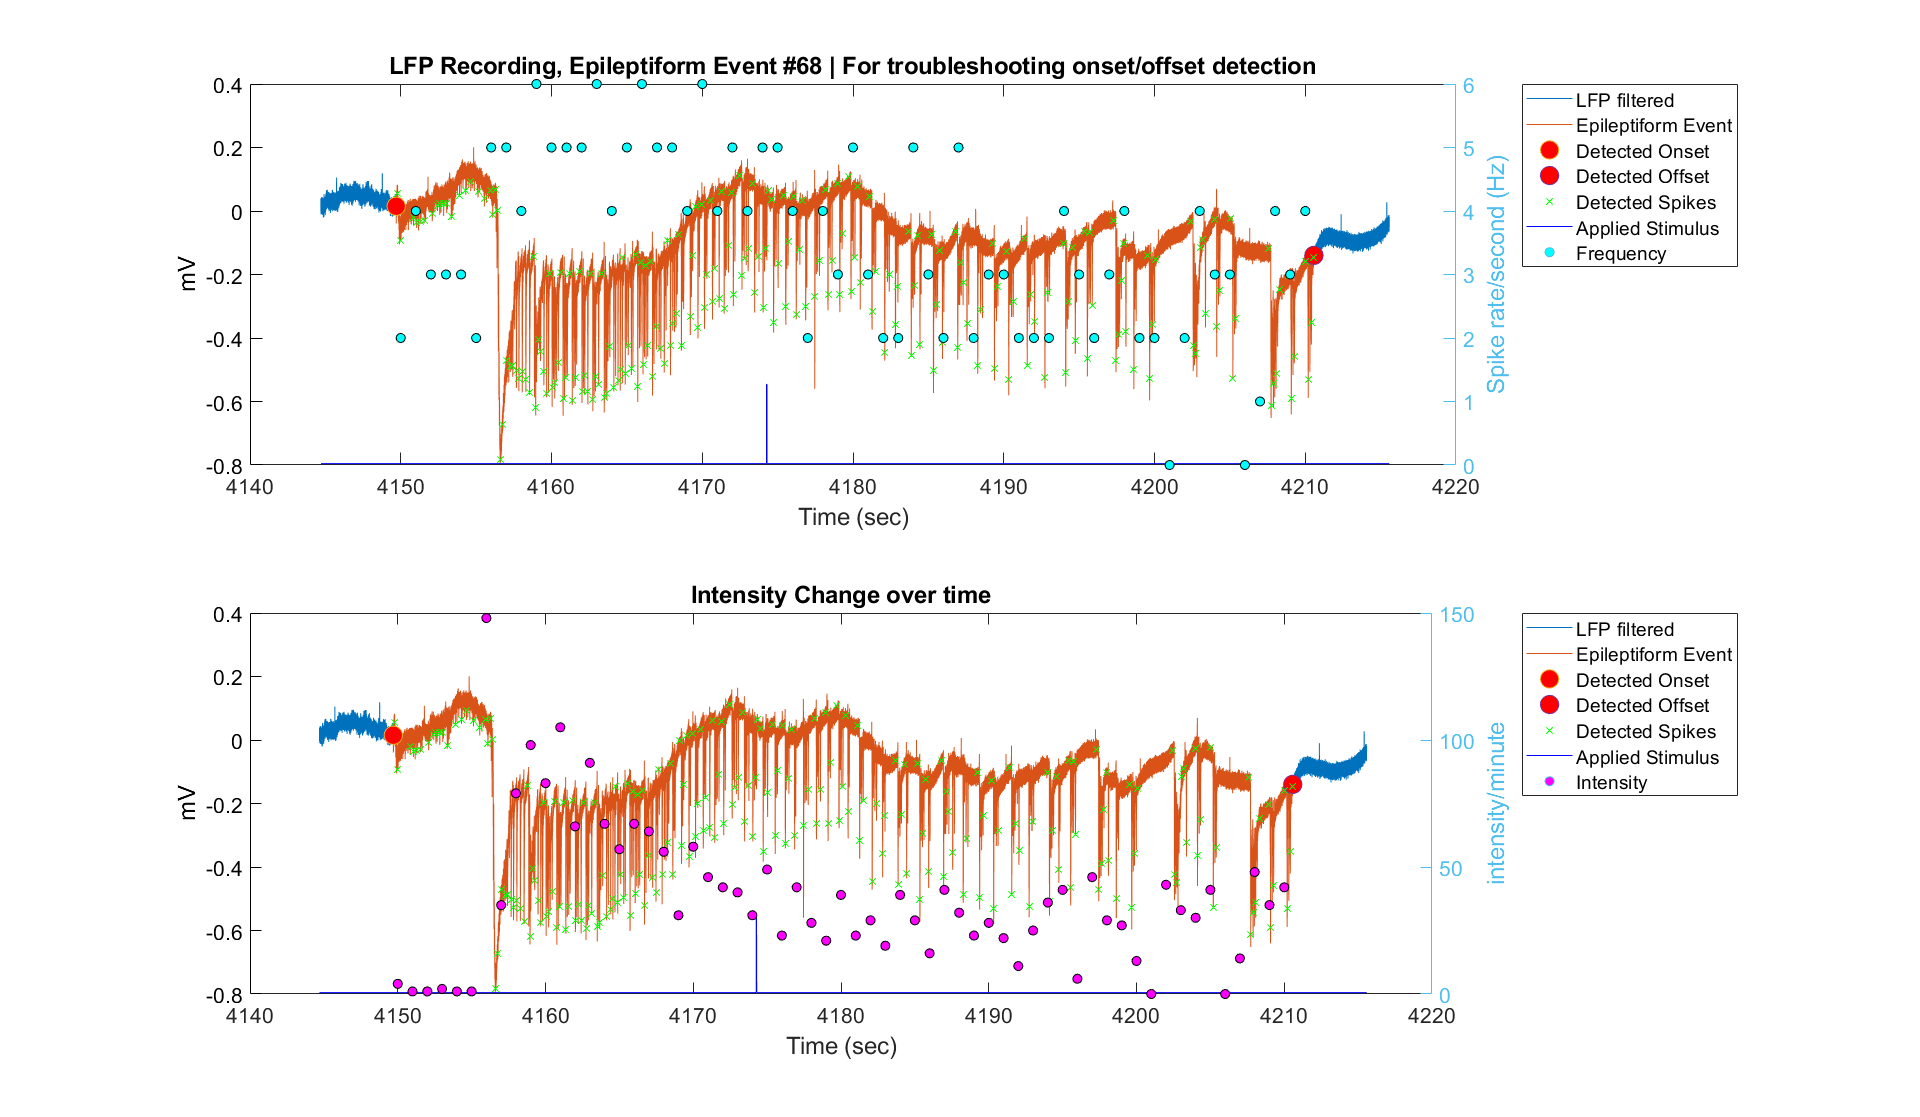 LFP Recording, Epileptiform Event #68 | For troubleshooting onset/offset detection
0.4
0.2
0
-0.2
-0.4
-0.6
-0.8
mV
6
5
4
3
2
1
0
Spike rate/second (Hz)
4140 4150 4160 4170 4180 4190 4200 4210 4220
Time (sec)
LFP filtered
Epileptiform Event
Detected Onset
Detected Offset
Detected Spikes
Applied Stimulus
Frequency
Intensity Change over time
0.4
0.2
0
-0.2
-0.4
-0.6
-0.8
mV
150
100
50
0
intensity/minute
4140 4150 4160 4170 4180 4190 4200 4210 4220
Time (sec)
LFP filtered
Epileptiform Event
Detected Onset
Detected Offset
Detected Spikes
Applied Stimulus
Intensity